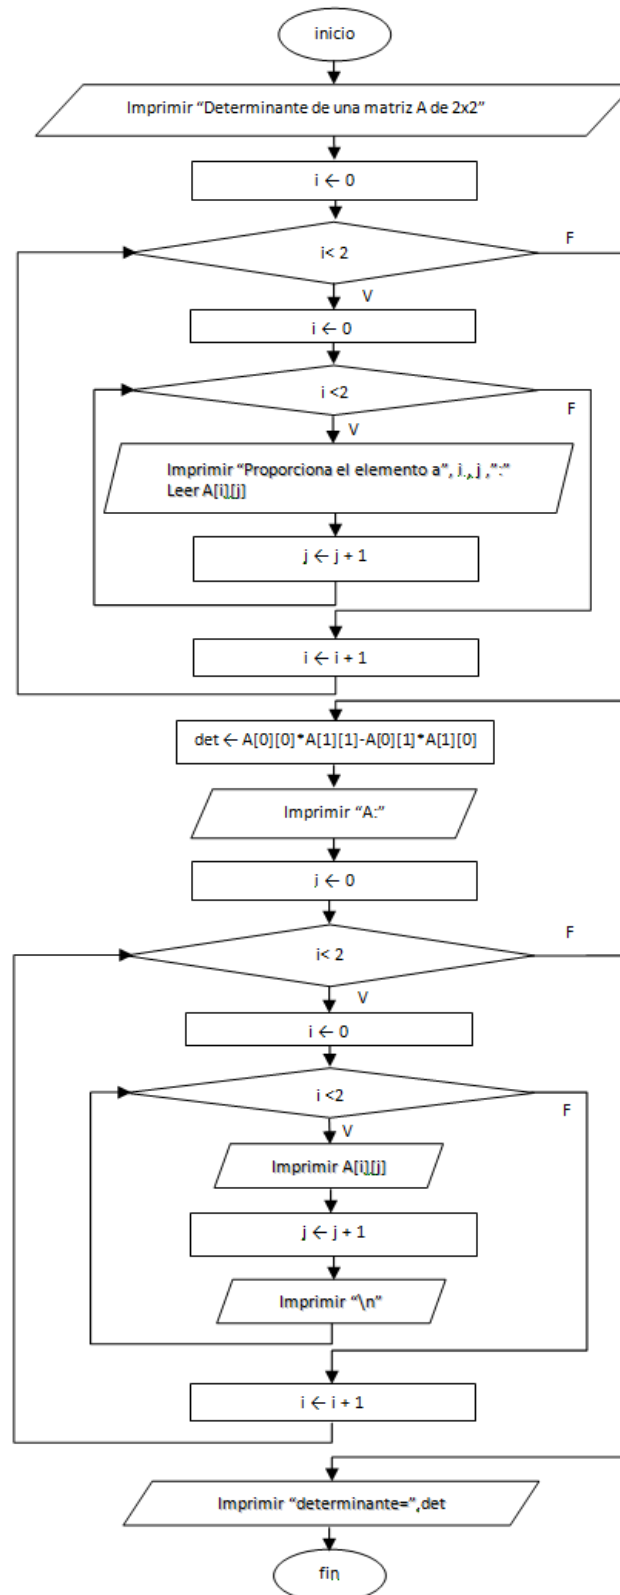 inicio
Imprimir “Determinante de una matriz A de 2x2”
i ← 0
i< 2
F
V
i ← 0
i <2
F
V
Imprimir “Proporciona el elemento a”, i.,. j ,”:”
Leer A[i][j]
j ← j + 1
i ← i + 1
det ← A[0][0]*A[1][1]-A[0][1]*A[1][0]
Imprimir “A:”
j ← 0
i< 2
F
V
i ← 0
i <2
F
V
Imprimir A[i][j]
j ← j + 1
Imprimir “\n”
i ← i + 1
Imprimir “determinante=”,det
fin